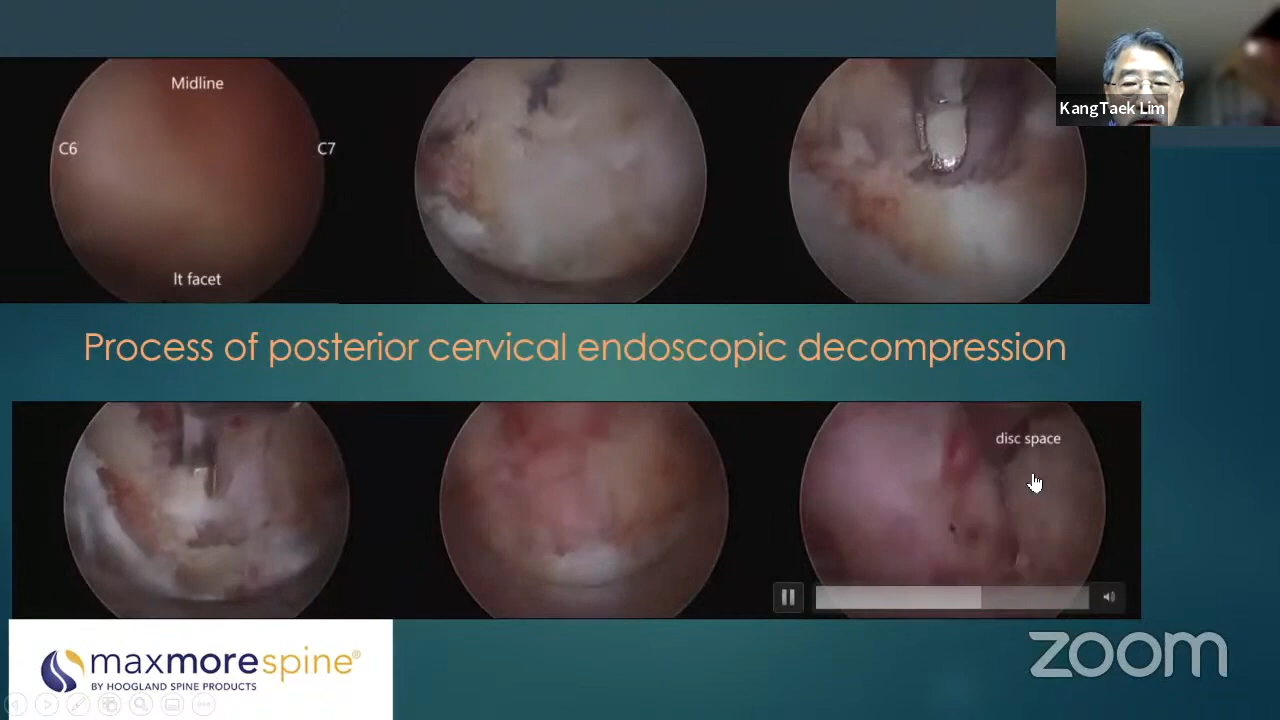 Midline
C6
C7
lt facet
KangTaek Lim
Process of posterior cervical endoscopic decompression
disc space
maxmorespine®
BY HOOGLAND SPINE PRODUCTS
zoom